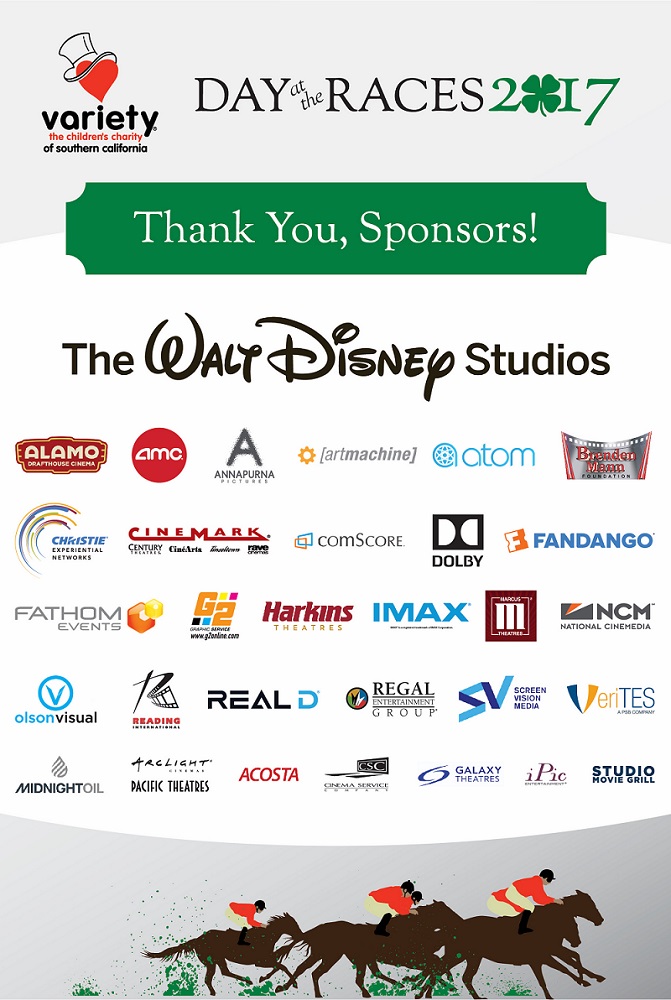 variety
the children's charity
of southern california
DAY at the RACES 2017
Thank You, Sponsors!
The WALT DISNEY Studios
ALAMO
DRAFTHOUSE CINEMA
amc
ANNAPURNA
PICTURES
[artmachine]
atom
Brenden
Mann
FOUNDATION
CHRISTIE
EXPERIENTIAL
NETWORKS
CINEMARK
CENTURY THEATRES CinéArts Tinseltown rave cinemas
comScore
DOLBY
FANDANGO
FATHOM
EVENTS
G2
GRAPHIC SERVICE
www.g2online.com
Harkins
THEATRES
IMAX
MARCUS
THEATRES
NCM
NATIONAL CINEMEDIA
olsonvisual
READING
INTERNATIONAL
REAL D
REGAL
ENTERTAINMENT
GROUP
SV SCREEN
VISION
MEDIA
VeriTES
A PSB COMPANY
MIDNIGHTOIL
ARCLIGHT
CINEMAS
PACIFIC THEATRES
ACOSTA
CSC
CINEMA SERVICE
COMPANY
GALAXY
THEATRES
iPic
ENTERTAINMENT
STUDIO
MOVIE GRILL